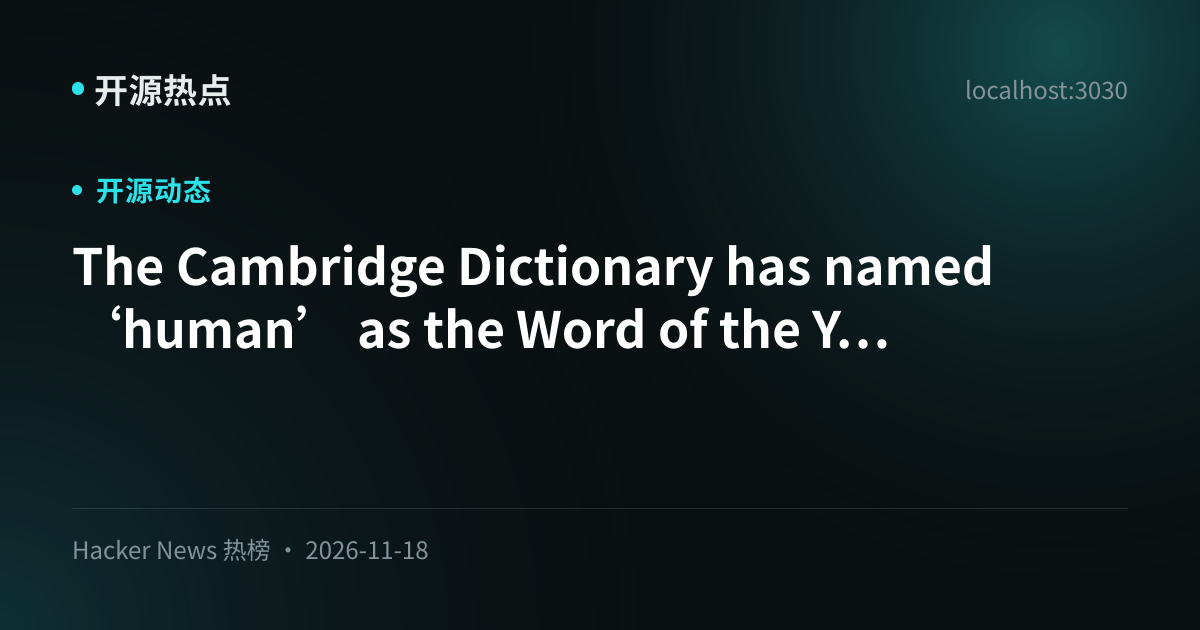 开源热点
localhost:3030
开源动态
The Cambridge Dictionary has named
‘human’ as the Word of the Y…
Hacker News 热榜 · 2026-11-18